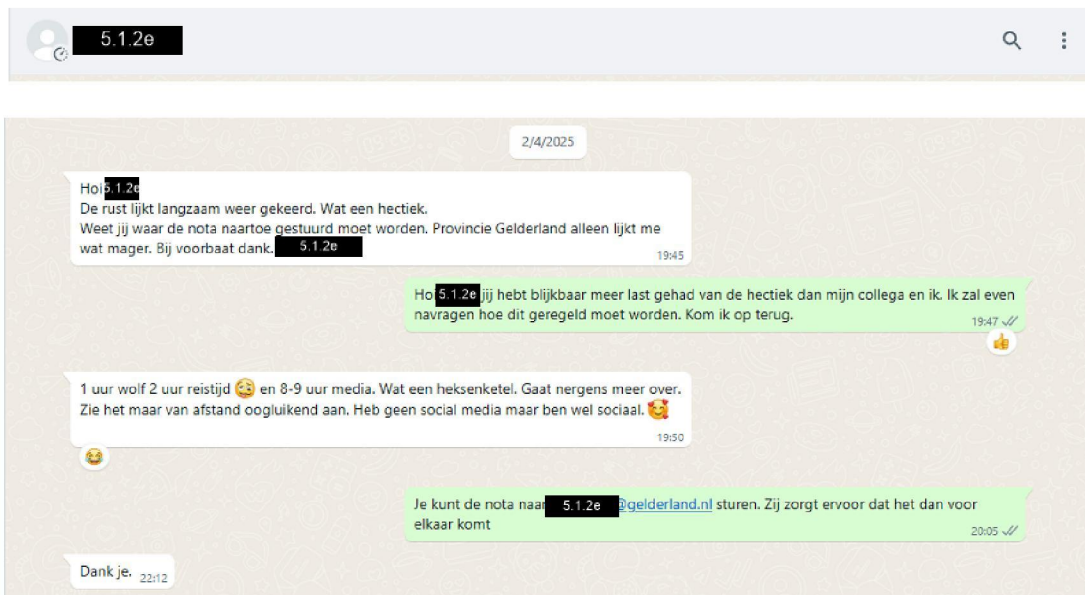 5.1.2e
2/4/2025
Hoi 5.1.2e
De rust lijkt langzaam weer gekeerd. Wat een hectiek.
Weet jij waar de nota naartoe gestuurd moet worden. Provincie Gelderland alleen lijkt me
wat mager. Bij voorbaat dank. 5.1.2e
19:45
Hoi 5.1.2e jij hebt blijkbaar meer last gehad van de hectiek dan mijn collega en ik. Ik zal even
navragen hoe dit geregeld moet worden. Kom ik op terug.
19:47
1 uur wolf 2 uur reistijd 🤕 en 8-9 uur media. Wat een heksenketel. Gaat nergens meer over.
Zie het maar van afstand oogluikend aan. Heb geen social media maar ben wel sociaal. 🥰
19:50
Je kunt de nota naar 5.1.2e @gelderland.nl sturen. Zij zorgt ervoor dat het dan voor
elkaar komt
20:05
Dank je. 22:12